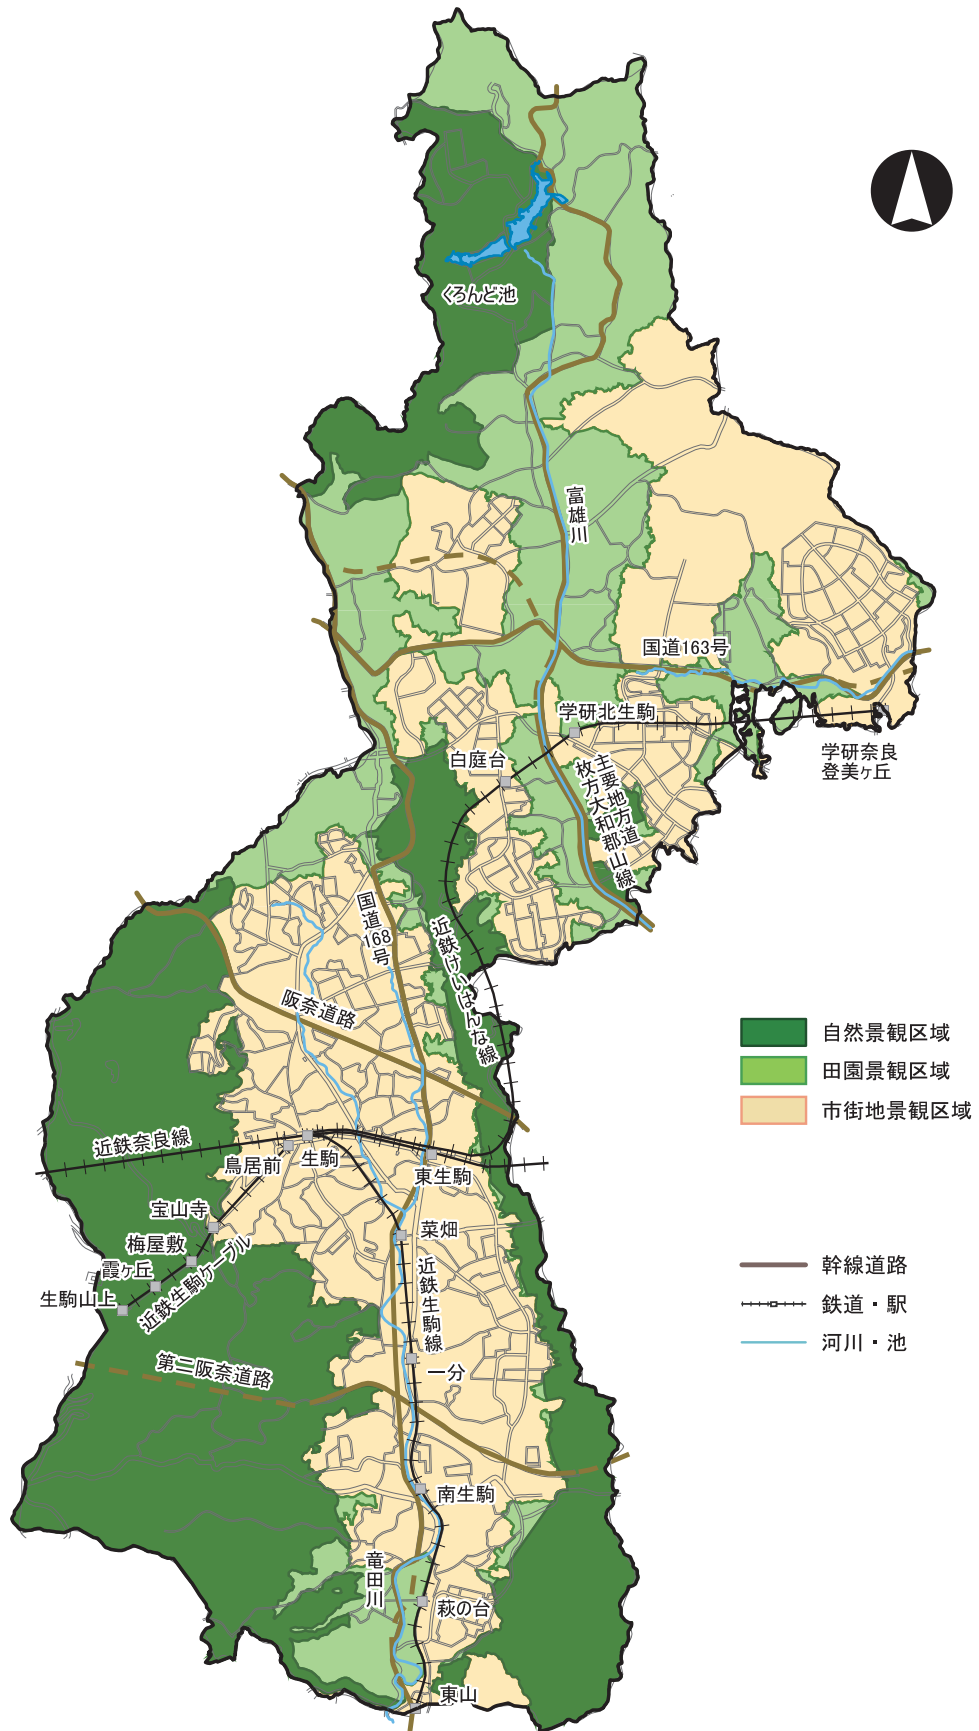 くろんど池
富雄川
国道163号
学研北生駒
学研奈良
登美ヶ丘
白庭台
主要地方道
枚方大和郡山線
国道168号
近鉄けいはんな線
阪奈道路
近鉄奈良線
鳥居前
生駒
東生駒
宝山寺
菜畑
梅屋敷
霞ヶ丘
生駒山上
近鉄生駒ケーブル
近鉄生駒線
第二阪奈道路
一分
南生駒
竜田川
萩の台
東山
自然景観区域
田園景観区域
市街地景観区域
幹線道路
鉄道・駅
河川・池